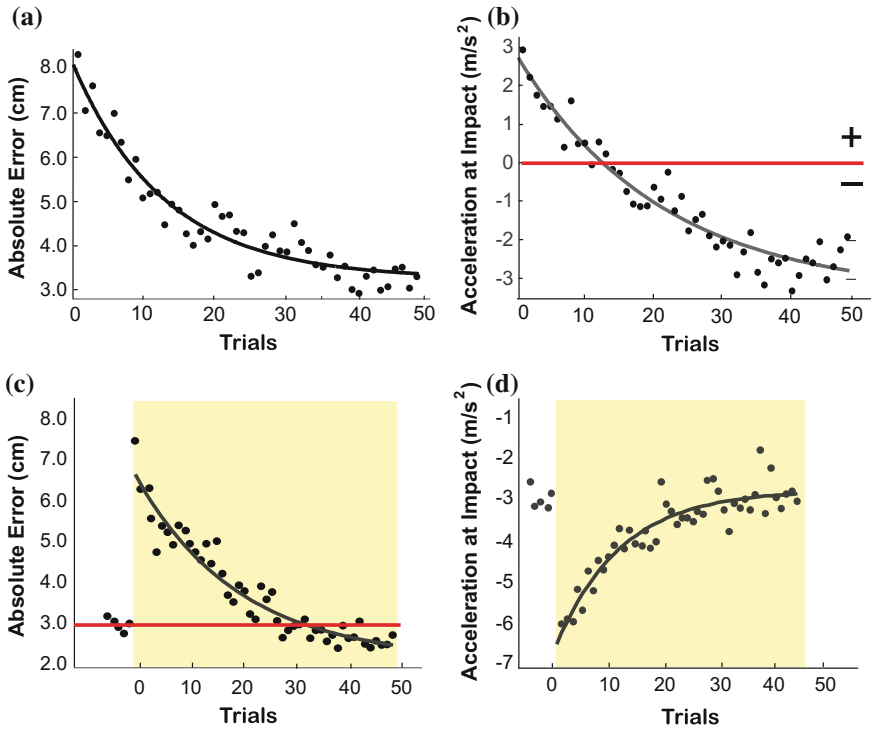 (a)
Absolute Error (cm)
8.0
7.0
6.0
5.0
4.0
3.0
0 10 20 30 40 50
Trials
(b)
Acceleration at Impact (m/s²)
3
2
1
0
-1
-2
-3
+
−
0 10 20 30 40 50
Trials
(c)
Absolute Error (cm)
8.0
7.0
6.0
5.0
4.0
3.0
2.0
0 10 20 30 40 50
Trials
(d)
Acceleration at Impact (m/s²)
-1
-2
-3
-4
-5
-6
-7
0 10 20 30 40 50
Trials